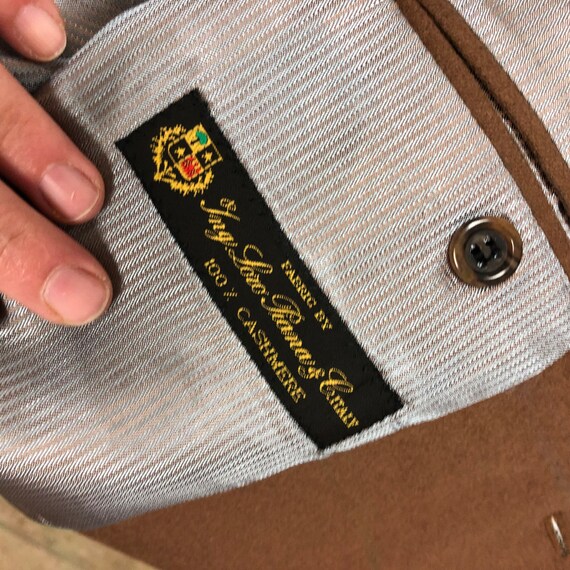 FABRIC BY
® Ing. Loro Piana & C. ITALY
100% CASHMERE